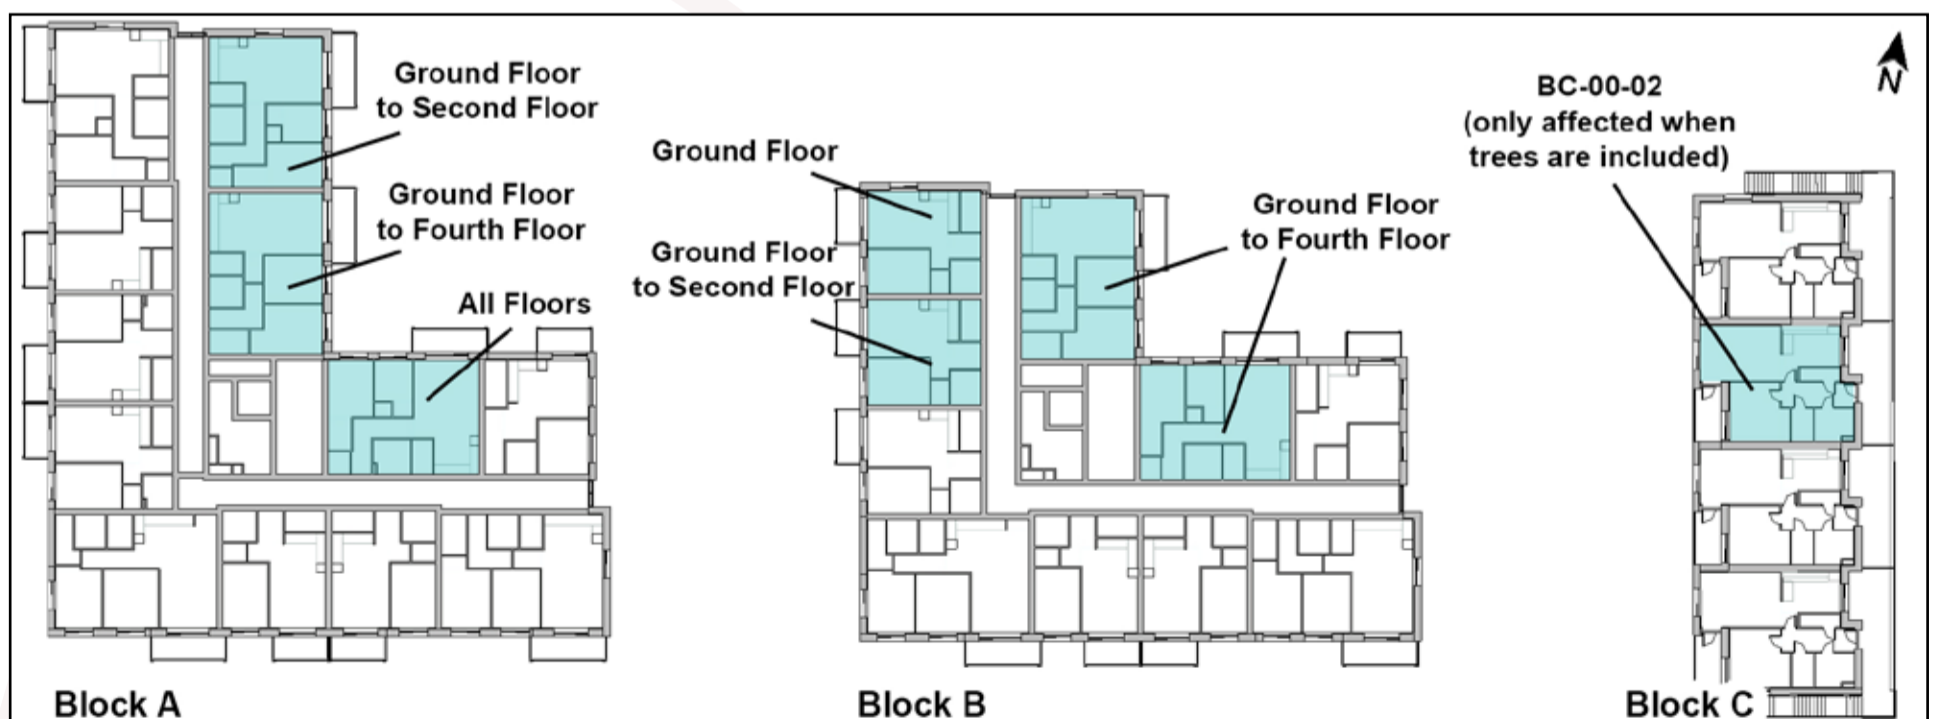 Ground Floor
to Second Floor
Ground Floor
to Fourth Floor
All Floors
Block A
Ground Floor
Ground Floor
to Second Floor
Ground Floor
to Fourth Floor
Block B
BC-00-02
(only affected when
trees are included)
Block C
N